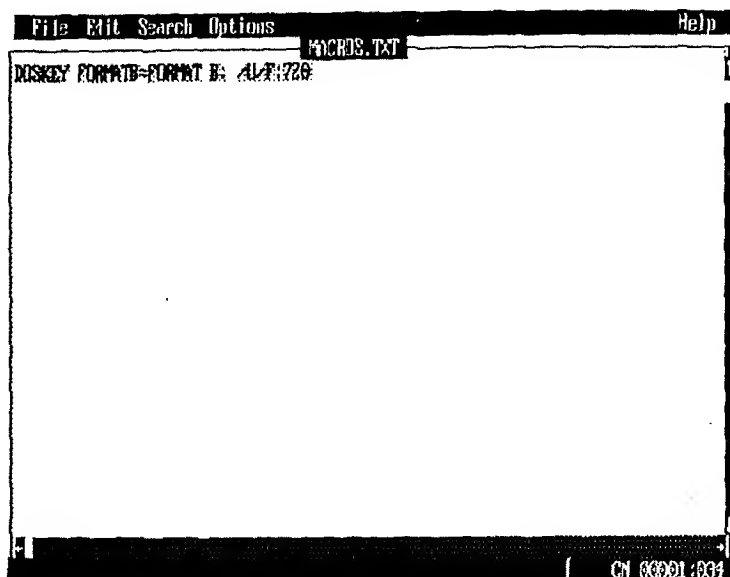 File Edit Search Options Help
MACROS.TXT
DOSKEY FORMATB=FORMAT B: /U/F:720
CN 00001:034